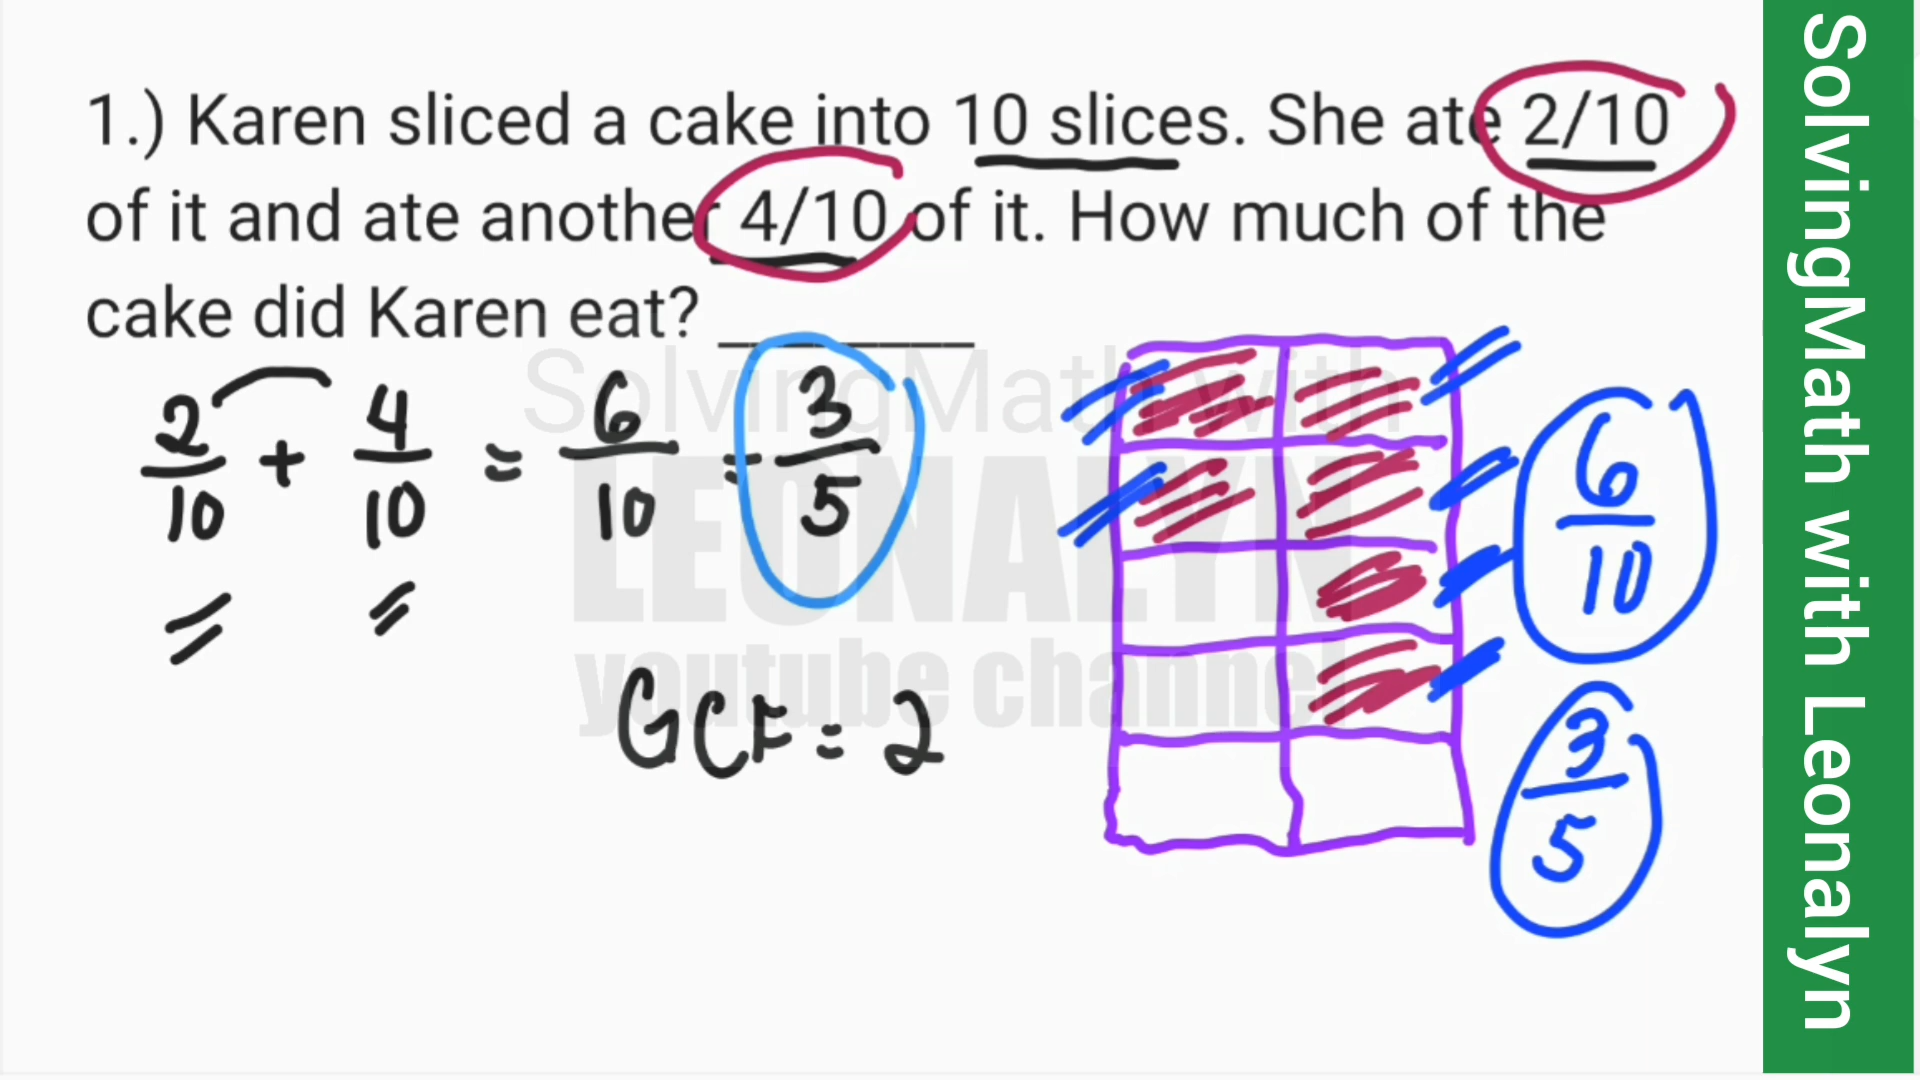 1.) Karen sliced a cake into 10 slices. She ate 2/10
of it and ate another 4/10 of it. How much of the
cake did Karen eat? ________
2/10 + 4/10 = 6/10 = 3/5
GCF = 2
6/10
3/5
SolvingMath with
LEONALYN
youtube channel
SolvingMath with Leonalyn